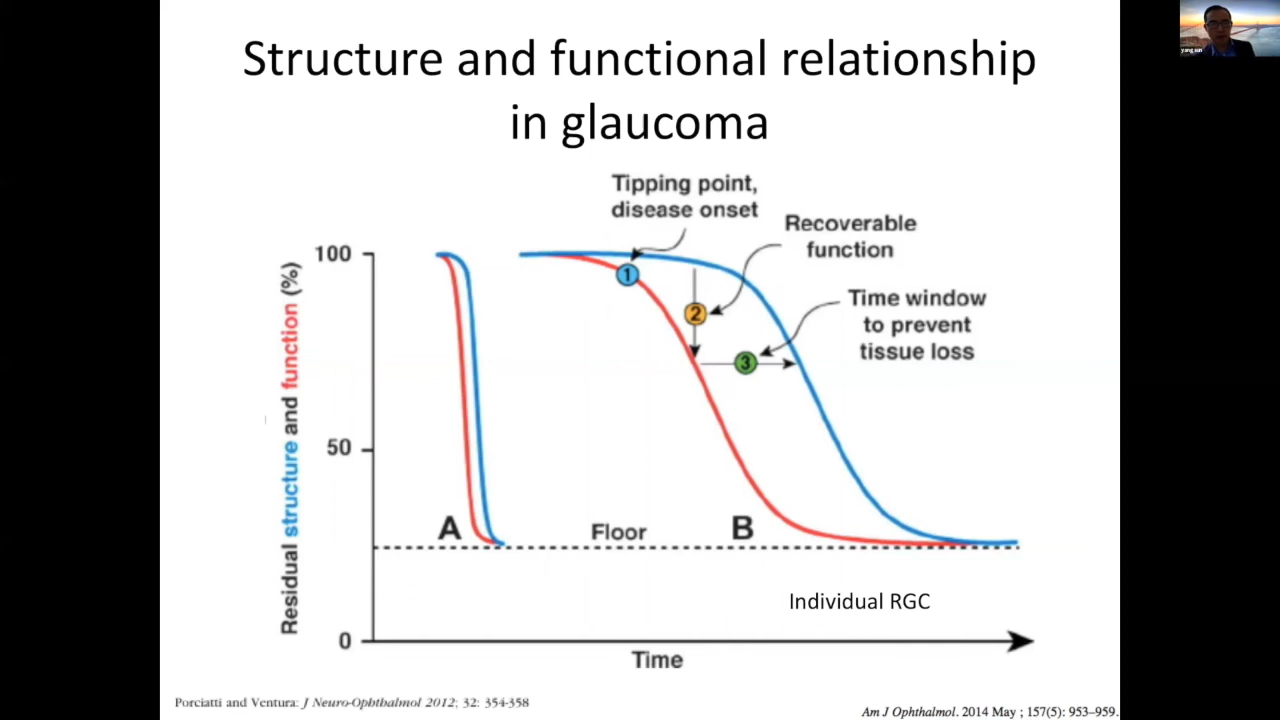 Structure and functional relationship
in glaucoma
Tipping point,
disease onset
Recoverable
function
Time window
to prevent
tissue loss
100
50
0
Residual structure and function (%)
1
2
3
A
B
Floor
Individual RGC
Time
Porciatti and Ventura: J Neuro-Ophthalmol 2012; 32: 354-358
Am J Ophthalmol. 2014 May ; 157(5): 953–959.
yang sun